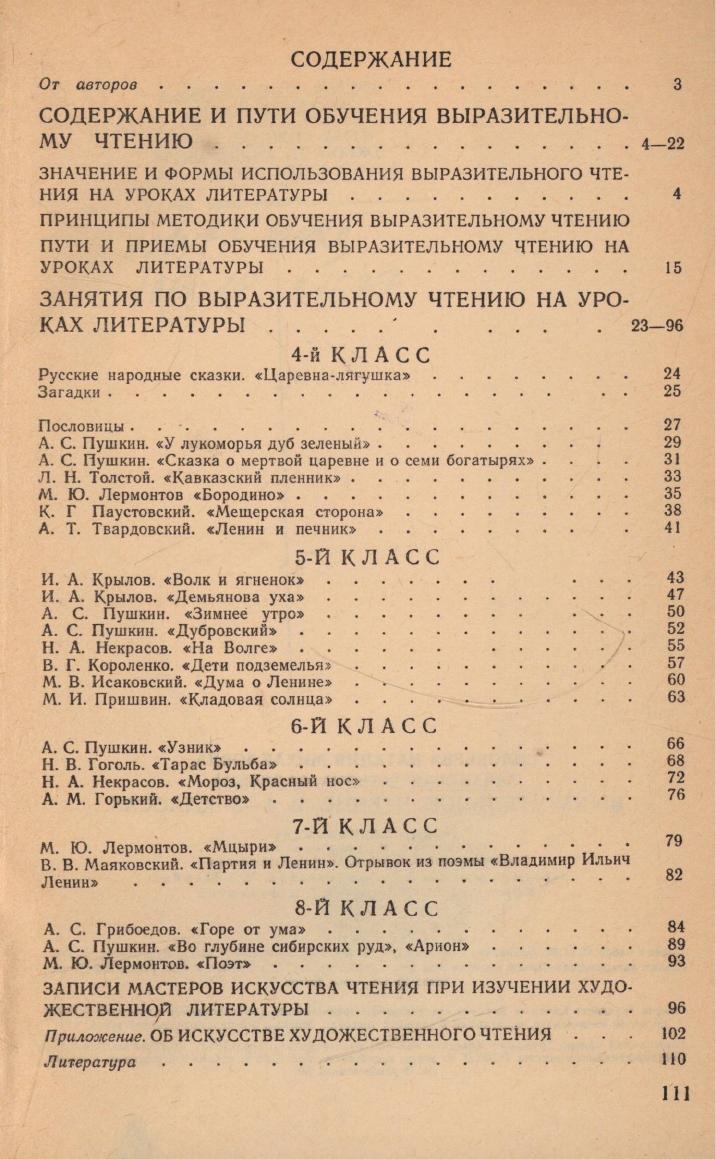 СОДЕРЖАНИЕ
От авторов . . . . . . . . . . . . . . . . . 3
СОДЕРЖАНИЕ И ПУТИ ОБУЧЕНИЯ ВЫРАЗИТЕЛЬНО-
МУ ЧТЕНИЮ . . . . . . . . . . . . . . . . 4—22
ЗНАЧЕНИЕ И ФОРМЫ ИСПОЛЬЗОВАНИЯ ВЫРАЗИТЕЛЬНОГО ЧТЕ-
НИЯ НА УРОКАХ ЛИТЕРАТУРЫ . . . . . . . . . . . 4
ПРИНЦИПЫ МЕТОДИКИ ОБУЧЕНИЯ ВЫРАЗИТЕЛЬНОМУ ЧТЕНИЮ
ПУТИ И ПРИЕМЫ ОБУЧЕНИЯ ВЫРАЗИТЕЛЬНОМУ ЧТЕНИЮ НА
УРОКАХ ЛИТЕРАТУРЫ . . . . . . . . . . . . . 15
ЗАНЯТИЯ ПО ВЫРАЗИТЕЛЬНОМУ ЧТЕНИЮ НА УРО-
КАХ ЛИТЕРАТУРЫ . . . . . . . . . . 23—96
4-й КЛАСС
Русские народные сказки. «Царевна-лягушка» . . . . . . . . 24
Загадки . . . . . . . . . . . . . . . . . . 25
Пословицы . . . . . . . . . . . . . . . . . 27
А. С. Пушкин. «У лукоморья дуб зеленый» . . . . . . . . . 29
А. С. Пушкин. «Сказка о мертвой царевне и о семи богатырях» . . . . 31
Л. Н. Толстой. «Кавказский пленник» . . . . . . . . . . . 33
М. Ю. Лермонтов «Бородино» . . . . . . . . . . . . . 35
К. Г Паустовский. «Мещерская сторона» . . . . . . . . . 38
А. Т. Твардовский. «Ленин и печник» . . . . . . . . . . . 41
5-Й КЛАСС
И. А. Крылов. «Волк и ягненок» . . . . . . . . . . 43
И. А. Крылов. «Демьянова уха» . . . . . . . . . . . . 47
А. С. Пушкин. «Зимнее утро» . . . . . . . . . . . . 50
А. С. Пушкин. «Дубровский» . . . . . . . . . . . . . 52
Н. А. Некрасов. «На Волге» . . . . . . . . . . . . . 55
В. Г. Короленко. «Дети подземелья» . . . . . . . . . . . 57
М. В. Исаковский. «Дума о Ленине» . . . . . . . . . . . 60
М. И. Пришвин. «Кладовая солнца» . . . . . . . . . . . 63
6-Й КЛАСС
А. С. Пушкин. «Узник» . . . . . . . . . . . . . . . 66
Н. В. Гоголь. «Тарас Бульба» . . . . . . . . . . . . . 68
Н. А. Некрасов. «Мороз, Красный нос» . . . . . . . . . . 72
А. М. Горький. «Детство» . . . . . . . . . . . . . . 76
7-Й КЛАСС
М. Ю. Лермонтов. «Мцыри» . . . . . . . . . . . . . 79
В. В. Маяковский. «Партия и Ленин». Отрывок из поэмы «Владимир Ильич
Ленин» . . . . . . . . . . . . . . . . . . 82
8-Й КЛАСС
А. С. Грибоедов. «Горе от ума» . . . . . . . . . . . . 84
А. С. Пушкин. «Во глубине сибирских руд», «Арион» . . . . . . 89
М. Ю. Лермонтов. «Поэт» . . . . . . . . . . . . . . 93
ЗАПИСИ МАСТЕРОВ ИСКУССТВА ЧТЕНИЯ ПРИ ИЗУЧЕНИИ ХУДО-
ЖЕСТВЕННОЙ ЛИТЕРАТУРЫ . . . . . . . . . . . . 96
Приложение. ОБ ИСКУССТВЕ ХУДОЖЕСТВЕННОГО ЧТЕНИЯ . . . 102
Литература . . . . . . . . . . . . . . . . . 110
111